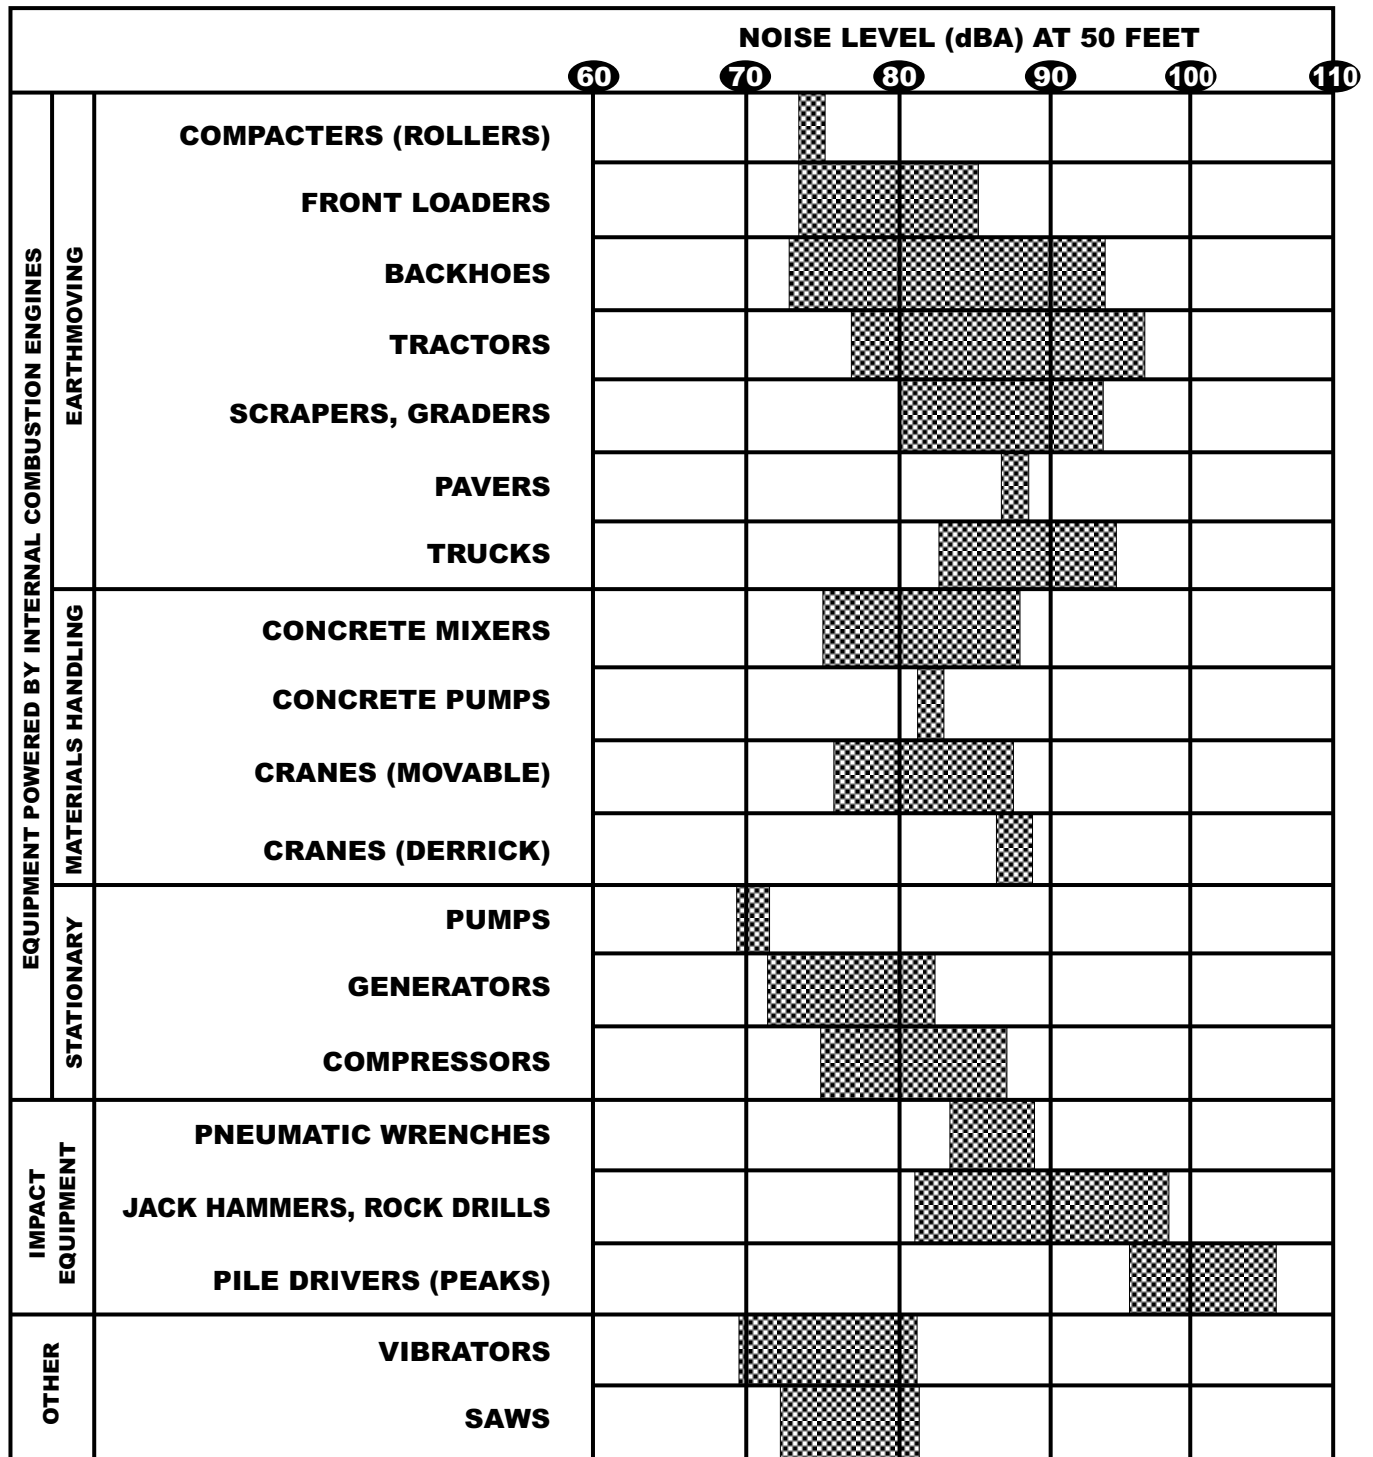 NOISE LEVEL (dBA) AT 50 FEET
60 70 80 90 100 110
EQUIPMENT POWERED BY INTERNAL COMBUSTION ENGINES
EARTHMOVING
COMPACTERS (ROLLERS)
FRONT LOADERS
BACKHOES
TRACTORS
SCRAPERS, GRADERS
PAVERS
TRUCKS
MATERIALS HANDLING
CONCRETE MIXERS
CONCRETE PUMPS
CRANES (MOVABLE)
CRANES (DERRICK)
STATIONARY
PUMPS
GENERATORS
COMPRESSORS
IMPACT
EQUIPMENT
PNEUMATIC WRENCHES
JACK HAMMERS, ROCK DRILLS
PILE DRIVERS (PEAKS)
OTHER
VIBRATORS
SAWS